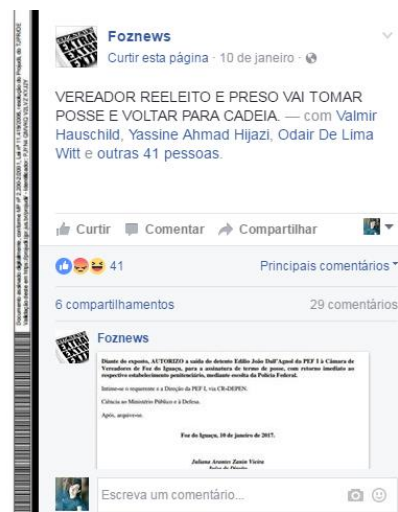 Foznews
Curtir esta página · 10 de janeiro ·
VEREADOR REELEITO E PRESO VAI TOMAR
POSSE E VOLTAR PARA CADEIA. — com Valmir
Hauschild, Yassine Ahmad Hijazi, Odair De Lima
Witt e outras 41 pessoas.
Curtir Comentar Compartilhar
41 Principais comentários
6 compartilhamentos 29 comentários
Foznews
Diante do exposto, AUTORIZO a saída do detento Edílio João Dall'Agnol da PEF I à Câmara de
Vereadores de Foz do Iguaçu, para a assinatura de termo de posse, com retorno imediato ao
respectivo estabelecimento penitenciário, mediante escolta da Polícia Federal.
Intime-se o requerente e a Direção da PEF I, via CR-DEPEN.
Ciência ao Ministério Público e à Defesa.
Após, arquive-se.
Foz do Iguaçu, 10 de janeiro de 2017.
Juliana Arantes Zanin Vieira
Juíza de Direito
Escreva um comentário...